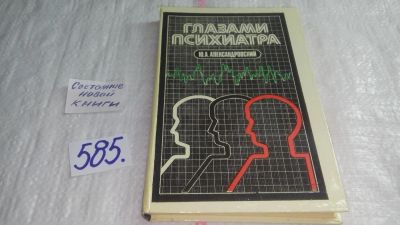 ГЛАЗАМИ
ПСИХИАТРА
Ю.А. АЛЕКСАНДРОВСКИЙ
Состояние
новой
книги
585.